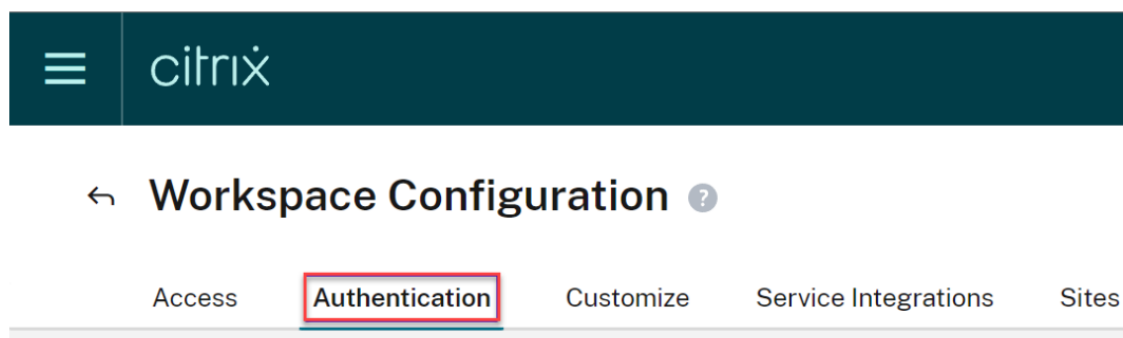 citrix
Workspace Configuration ?
Access Authentication Customize Service Integrations Sites